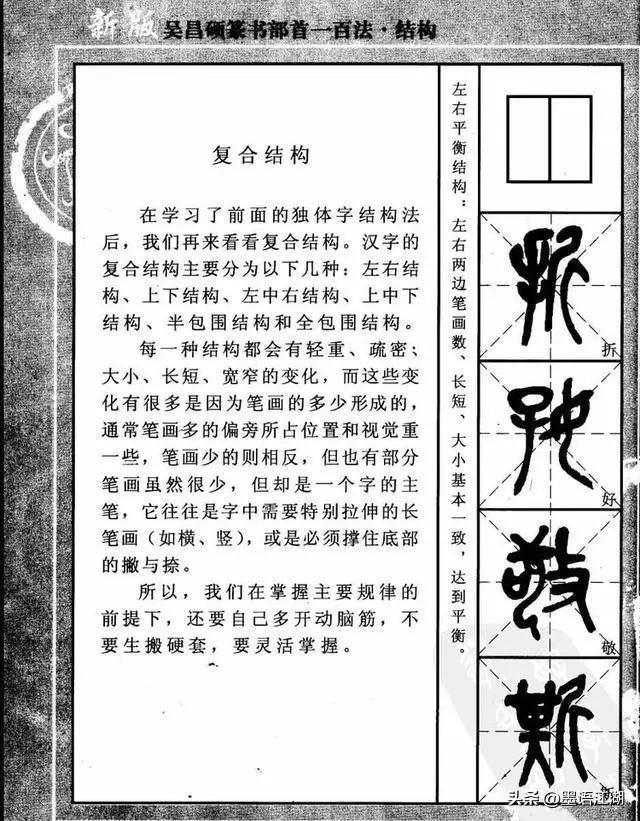 新版 吴昌硕篆书部首一百法·结构
复合结构
在学习了前面的独体字结构法
后，我们再来看看复合结构。汉字的
复合结构主要分为以下几种：左右结
构、上下结构、左中右结构、上中下
结构、半包围结构和全包围结构。
每一种结构都会有轻重、疏密；
大小、长短、宽窄的变化，而这些变
化有很多是因为笔画的多少形成的，
通常笔画多的偏旁所占位置和视觉重
一些，笔画少的则相反，但也有部分
笔画虽然很少，但却是一个字的主
笔，它往往是字中需要特别拉伸的长
笔画（如横、竖），或是必须撑住底部
的撇与捺。
所以，我们在掌握主要规律的
前提下，还要自己多开动脑筋，不
要生搬硬套，要灵活掌握。
左右平衡结构：左右两边笔画数、长短、大小基本一致，达到平衡。
折
好
敬
头条@墨语江湖